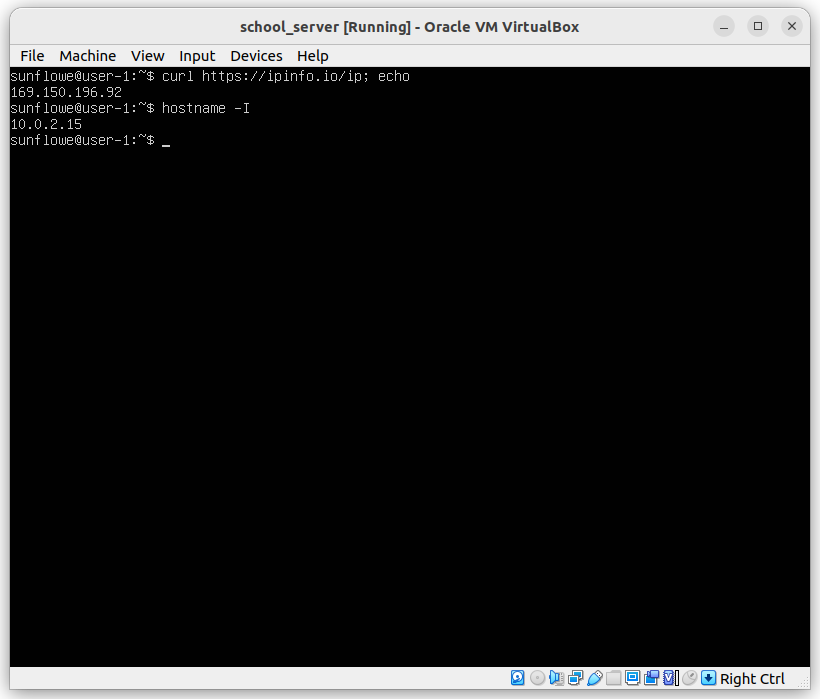 school_server [Running] - Oracle VM VirtualBox
File Machine View Input Devices Help
sunflowe@user-1:~$ curl https://ipinfo.io/ip; echo
169.150.196.92
sunflowe@user-1:~$ hostname -I
10.0.2.15
sunflowe@user-1:~$ _
Right Ctrl